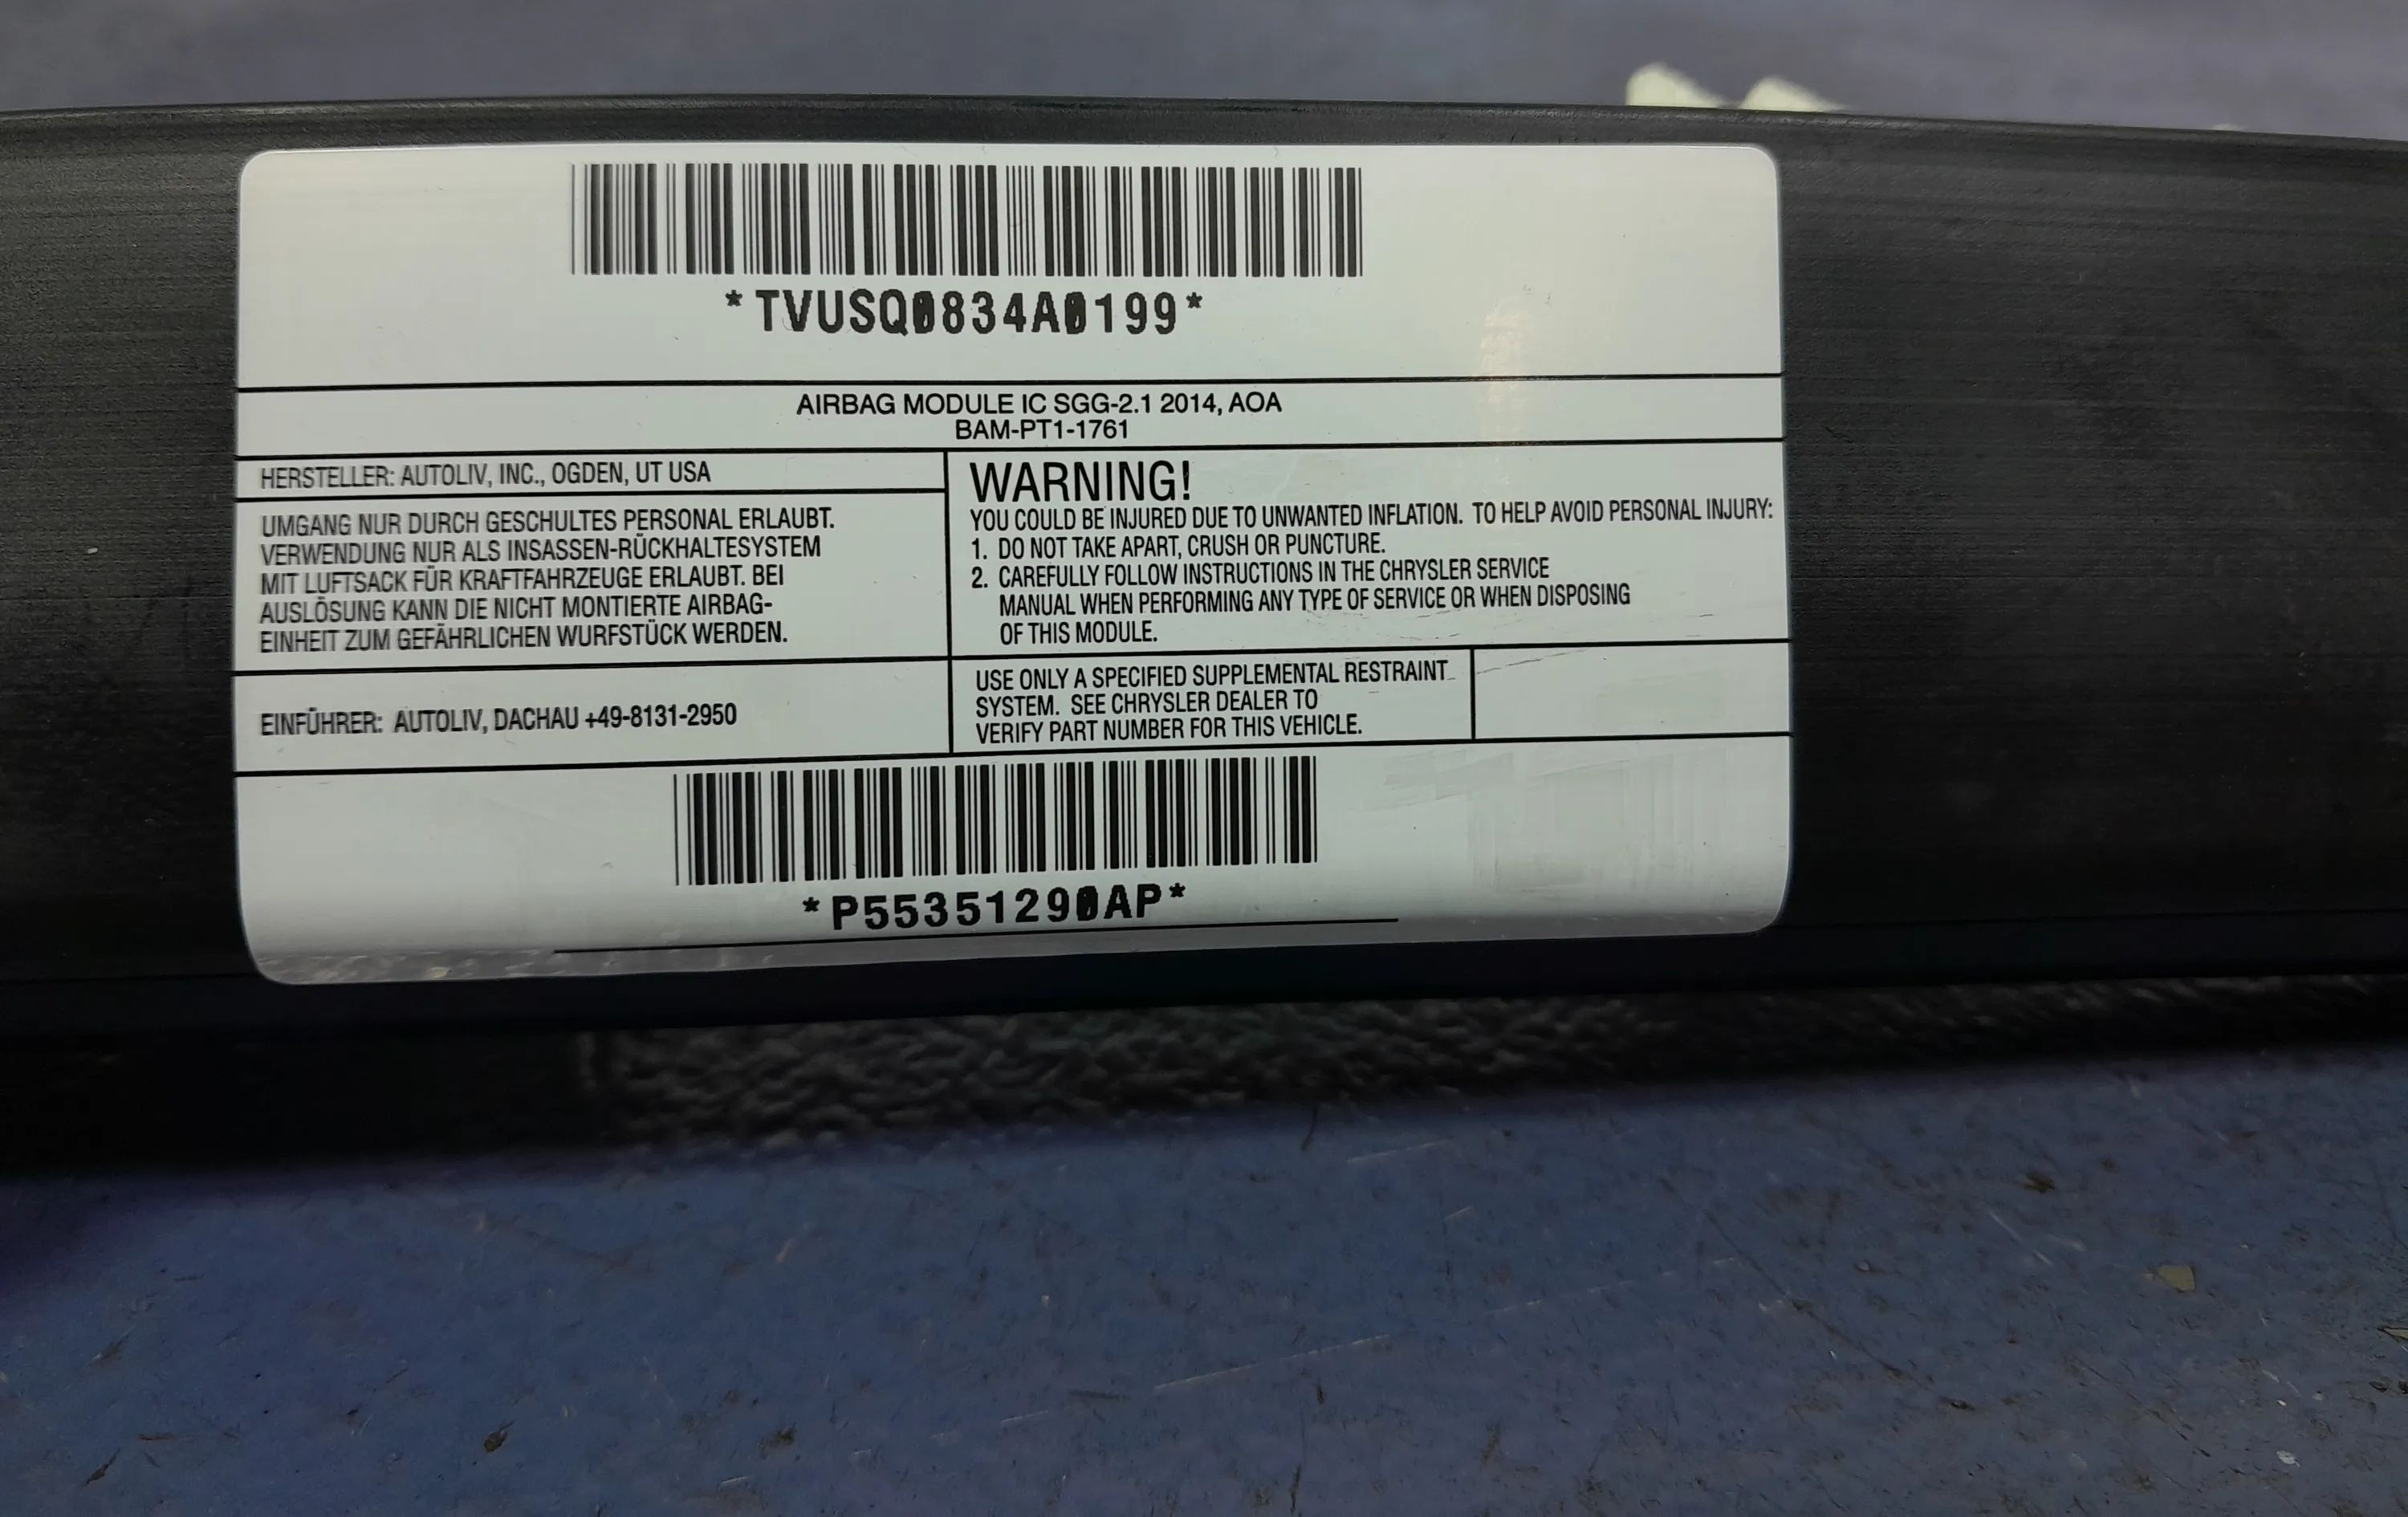 *TVUSQ0834A0199*
AIRBAG MODULE IC SGG-2.1 2014, AOA
BAM-PT1-1761
HERSTELLER: AUTOLIV, INC., OGDEN, UT USA
UMGANG NUR DURCH GESCHULTES PERSONAL ERLAUBT.
VERWENDUNG NUR ALS INSASSEN-RÜCKHALTESYSTEM
MIT LUFTSACK FÜR KRAFTFAHRZEUGE ERLAUBT. BEI
AUSLÖSUNG KANN DIE NICHT MONTIERTE AIRBAG-
EINHEIT ZUM GEFÄHRLICHEN WURFSTÜCK WERDEN.
EINFÜHRER: AUTOLIV, DACHAU +49-8131-2950
WARNING!
YOU COULD BE INJURED DUE TO UNWANTED INFLATION. TO HELP AVOID PERSONAL INJURY:
1. DO NOT TAKE APART, CRUSH OR PUNCTURE.
2. CAREFULLY FOLLOW INSTRUCTIONS IN THE CHRYSLER SERVICE
MANUAL WHEN PERFORMING ANY TYPE OF SERVICE OR WHEN DISPOSING
OF THIS MODULE.
USE ONLY A SPECIFIED SUPPLEMENTAL RESTRAINT
SYSTEM. SEE CHRYSLER DEALER TO
VERIFY PART NUMBER FOR THIS VEHICLE.
*P55351290AP*